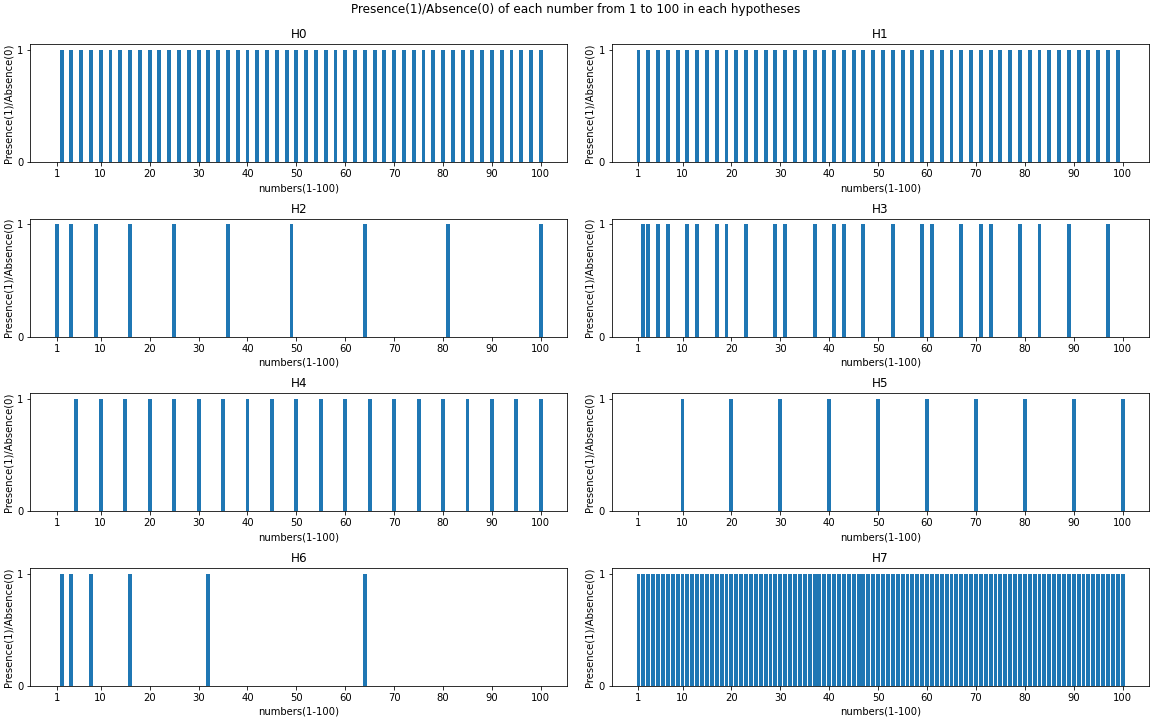 Presence(1)/Absence(0) of each number from 1 to 100 in each hypotheses
H0
Presence(1)/Absence(0)
1
0
1 10 20 30 40 50 60 70 80 90 100
numbers(1-100)
H1
Presence(1)/Absence(0)
1
0
1 10 20 30 40 50 60 70 80 90 100
numbers(1-100)
H2
Presence(1)/Absence(0)
1
0
1 10 20 30 40 50 60 70 80 90 100
numbers(1-100)
H3
Presence(1)/Absence(0)
1
0
1 10 20 30 40 50 60 70 80 90 100
numbers(1-100)
H4
Presence(1)/Absence(0)
1
0
1 10 20 30 40 50 60 70 80 90 100
numbers(1-100)
H5
Presence(1)/Absence(0)
1
0
1 10 20 30 40 50 60 70 80 90 100
numbers(1-100)
H6
Presence(1)/Absence(0)
1
0
1 10 20 30 40 50 60 70 80 90 100
numbers(1-100)
H7
Presence(1)/Absence(0)
1
0
1 10 20 30 40 50 60 70 80 90 100
numbers(1-100)